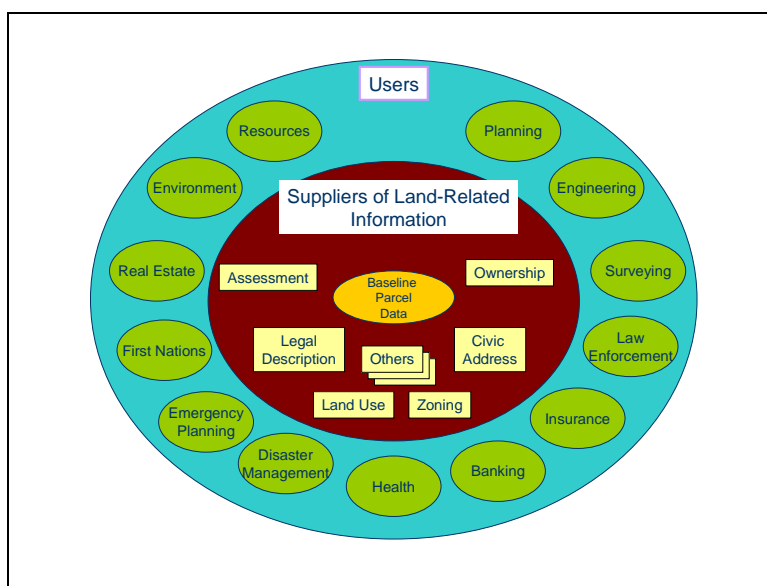 Users
Resources
Planning
Environment
Engineering
Suppliers of Land-Related
Information
Real Estate
Assessment
Ownership
Surveying
Baseline
Parcel
Data
First Nations
Legal
Description
Others
Civic
Address
Law
Enforcement
Emergency
Planning
Land Use
Zoning
Insurance
Disaster
Management
Health
Banking